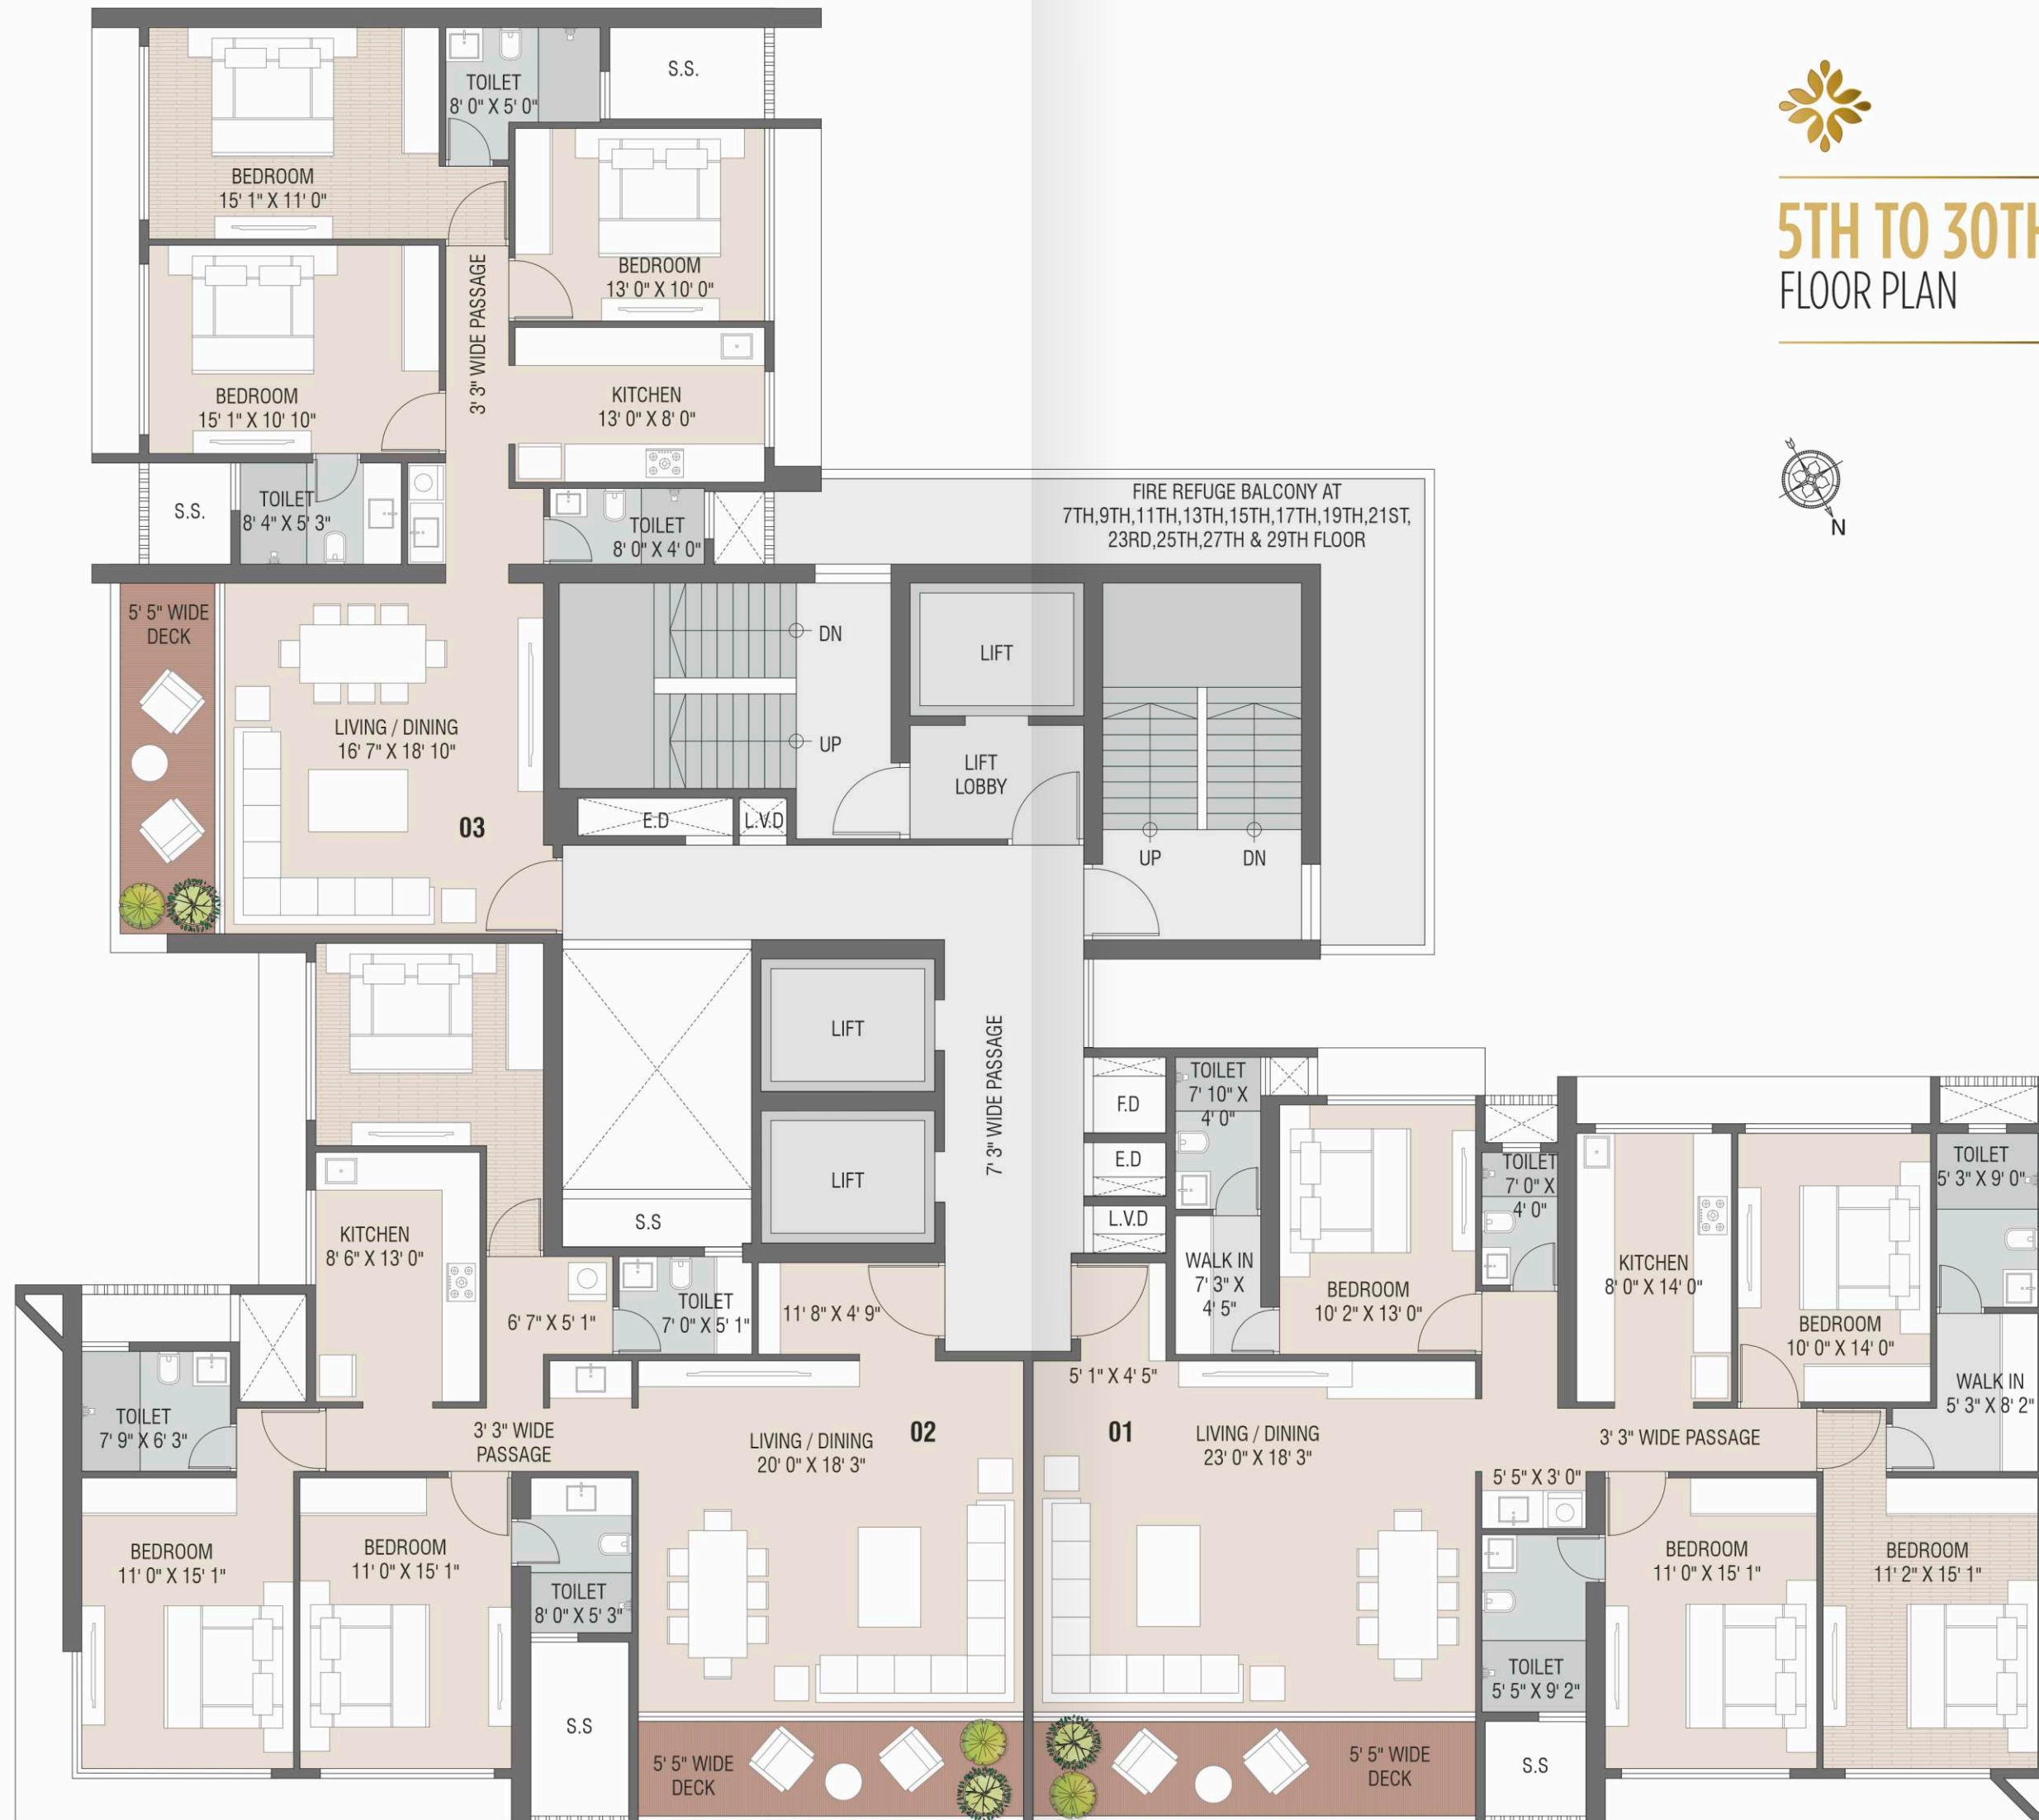 TOILET
8' 0" X 5' 0"
S.S.
BEDROOM
15' 1" X 11' 0"
BEDROOM
13' 0" X 10' 0"
3' 3" WIDE PASSAGE
BEDROOM
15' 1" X 10' 10"
KITCHEN
13' 0" X 8' 0"
S.S.
TOILET
8' 4" X 5' 3"
TOILET
8' 0" X 4' 0"
5TH TO 30TH
FLOOR PLAN
N
FIRE REFUGE BALCONY AT
7TH,9TH,11TH,13TH,15TH,17TH,19TH,21ST,
23RD,25TH,27TH & 29TH FLOOR
5' 5" WIDE
DECK
LIVING / DINING
16' 7" X 18' 10"
03
DN
UP
LIFT
LIFT
LOBBY
E.D
L.V.D
UP
DN
LIFT
LIFT
7' 3" WIDE PASSAGE
S.S
F.D
E.D
L.V.D
TOILET
7' 10" X
4' 0"
WALK IN
7' 3" X
4' 5"
BEDROOM
10' 2" X 13' 0"
TOILET
7' 0" X
4' 0"
KITCHEN
8' 0" X 14' 0"
BEDROOM
10' 0" X 14' 0"
TOILET
5' 3" X 9' 0"
WALK IN
5' 3" X 8' 2"
KITCHEN
8' 6" X 13' 0"
6' 7" X 5' 1"
TOILET
7' 0" X 5' 1"
11' 8" X 4' 9"
5' 1" X 4' 5"
TOILET
7' 9" X 6' 3"
3' 3" WIDE
PASSAGE
LIVING / DINING
20' 0" X 18' 3"
02
01
LIVING / DINING
23' 0" X 18' 3"
3' 3" WIDE PASSAGE
5' 5" X 3' 0"
BEDROOM
11' 0" X 15' 1"
BEDROOM
11' 0" X 15' 1"
TOILET
8' 0" X 5' 3"
S.S
5' 5" WIDE
DECK
5' 5" WIDE
DECK
TOILET
5' 5" X 9' 2"
S.S
BEDROOM
11' 0" X 15' 1"
BEDROOM
11' 2" X 15' 1"